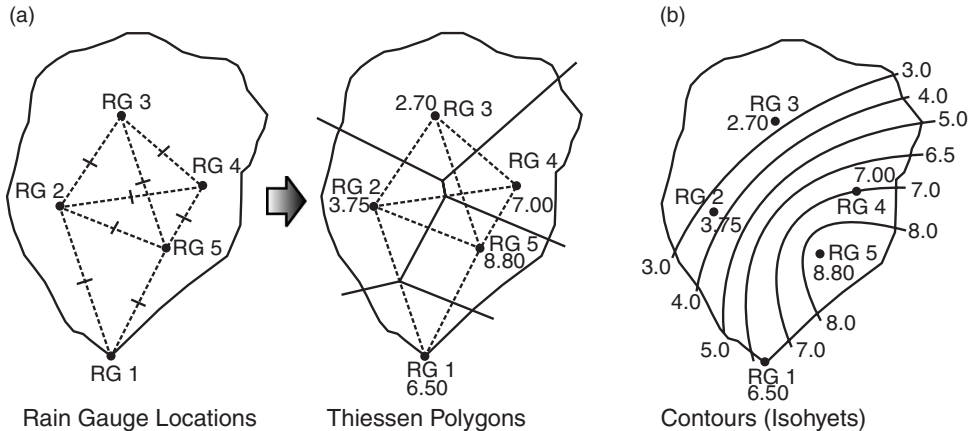 (a)
RG 3
RG 4
RG 2
RG 5
RG 1
Rain Gauge Locations
2.70
RG 3
RG 4
7.00
RG 2
3.75
RG 5
8.80
RG 1
6.50
Thiessen Polygons
(b)
3.0
4.0
5.0
6.5
7.0
8.0
RG 3
2.70
7.00
RG 4
RG 2
3.75
RG 5
8.80
3.0
4.0
5.0
8.0
7.0
RG 1
6.50
Contours (Isohyets)